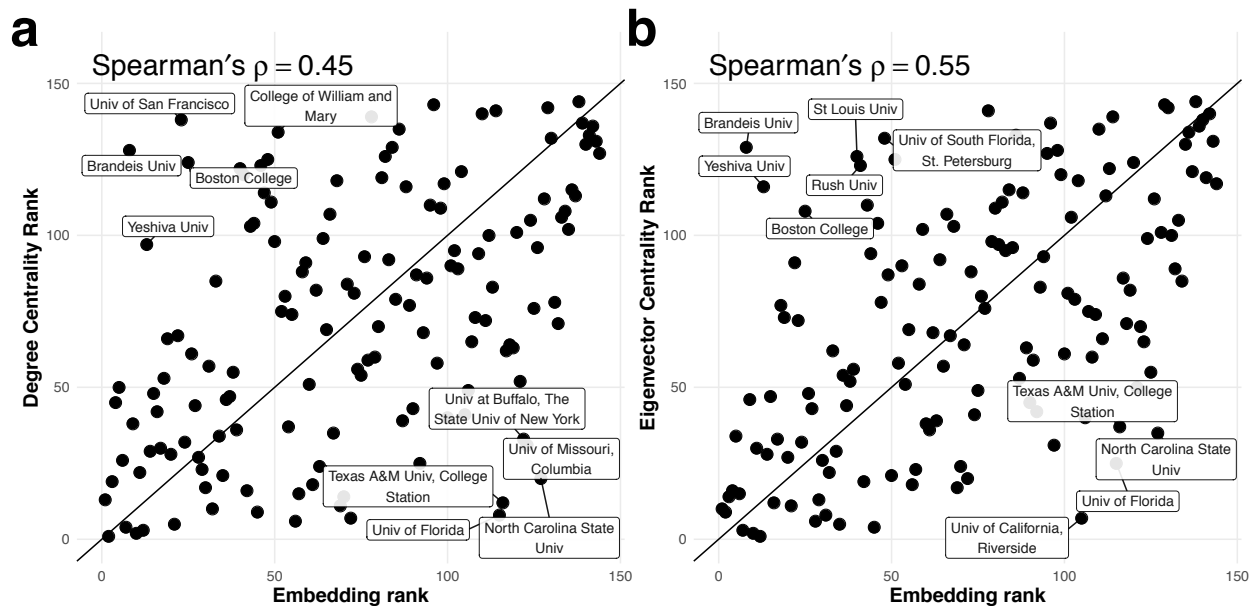 a
Spearman′s ρ = 0.45
Degree Centrality Rank
150
100
50
0
Univ of San Francisco
College of William and
Mary
Brandeis Univ
Boston College
Yeshiva Univ
Univ at Buffalo, The
State Univ of New York
Univ of Missouri,
Columbia
Texas A&M Univ, College
Station
Univ of Florida
North Carolina State
Univ
0
50
100
150
Embedding rank
b
Spearman′s ρ = 0.55
Eigenvector Centrality Rank
150
100
50
0
St Louis Univ
Brandeis Univ
Univ of South Florida,
St. Petersburg
Yeshiva Univ
Rush Univ
Boston College
Texas A&M Univ, College
Station
North Carolina State
Univ
Univ of Florida
Univ of California,
Riverside
0
50
100
150
Embedding rank